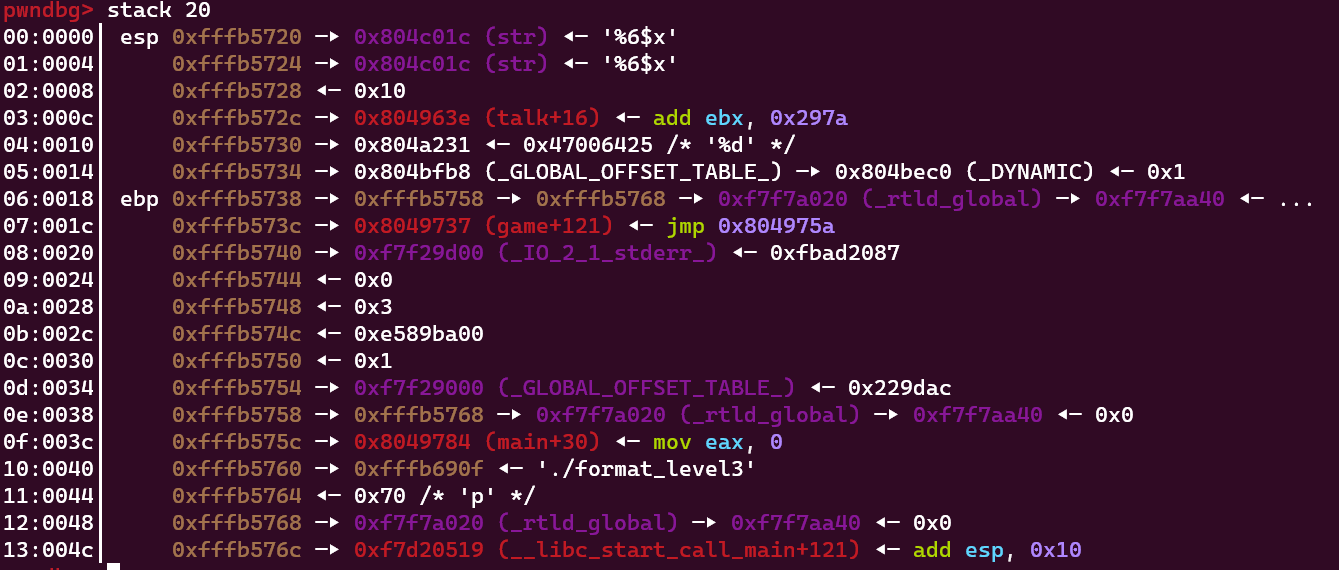 pwndbg> stack 20
00:0000│ esp 0xfffb5720 —▸ 0x804c01c (str) ◂— '%6$x'
01:0004│     0xfffb5724 —▸ 0x804c01c (str) ◂— '%6$x'
02:0008│     0xfffb5728 ◂— 0x10
03:000c│     0xfffb572c —▸ 0x804963e (talk+16) ◂— add ebx, 0x297a
04:0010│     0xfffb5730 —▸ 0x804a231 ◂— 0x47006425 /* '%d' */
05:0014│     0xfffb5734 —▸ 0x804bfb8 (_GLOBAL_OFFSET_TABLE_) —▸ 0x804bec0 (_DYNAMIC) ◂— 0x1
06:0018│ ebp 0xfffb5738 —▸ 0xfffb5758 —▸ 0xfffb5768 —▸ 0xf7f7a020 (_rtld_global) —▸ 0xf7f7aa40 ◂— ...
07:001c│     0xfffb573c —▸ 0x8049737 (game+121) ◂— jmp 0x804975a
08:0020│     0xfffb5740 —▸ 0xf7f29d00 (_IO_2_1_stderr_) ◂— 0xfbad2087
09:0024│     0xfffb5744 ◂— 0x0
0a:0028│     0xfffb5748 ◂— 0x3
0b:002c│     0xfffb574c ◂— 0xe589ba00
0c:0030│     0xfffb5750 ◂— 0x1
0d:0034│     0xfffb5754 —▸ 0xf7f29000 (_GLOBAL_OFFSET_TABLE_) ◂— 0x229dac
0e:0038│     0xfffb5758 —▸ 0xfffb5768 —▸ 0xf7f7a020 (_rtld_global) —▸ 0xf7f7aa40 ◂— 0x0
0f:003c│     0xfffb575c —▸ 0x8049784 (main+30) ◂— mov eax, 0
10:0040│     0xfffb5760 —▸ 0xfffb690f ◂— './format_level3'
11:0044│     0xfffb5764 ◂— 0x70 /* 'p' */
12:0048│     0xfffb5768 —▸ 0xf7f7a020 (_rtld_global) —▸ 0xf7f7aa40 ◂— 0x0
13:004c│     0xfffb576c —▸ 0xf7d20519 (__libc_start_call_main+121) ◂— add esp, 0x10